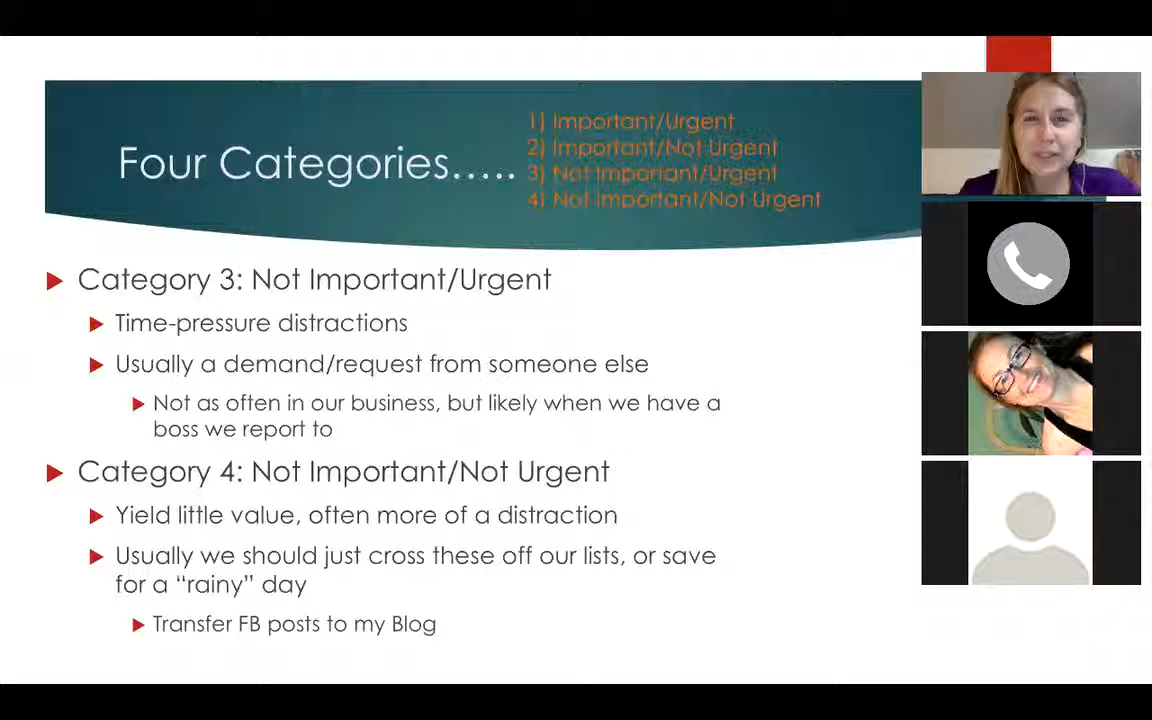 Four Categories.....
1) Important/Urgent
2) Important/Not Urgent
3) Not Important/Urgent
4) Not Important/Not Urgent
Category 3: Not Important/Urgent
Time-pressure distractions
Usually a demand/request from someone else
Not as often in our business, but likely when we have a
boss we report to
Category 4: Not Important/Not Urgent
Yield little value, often more of a distraction
Usually we should just cross these off our lists, or save
for a “rainy” day
Transfer FB posts to my Blog